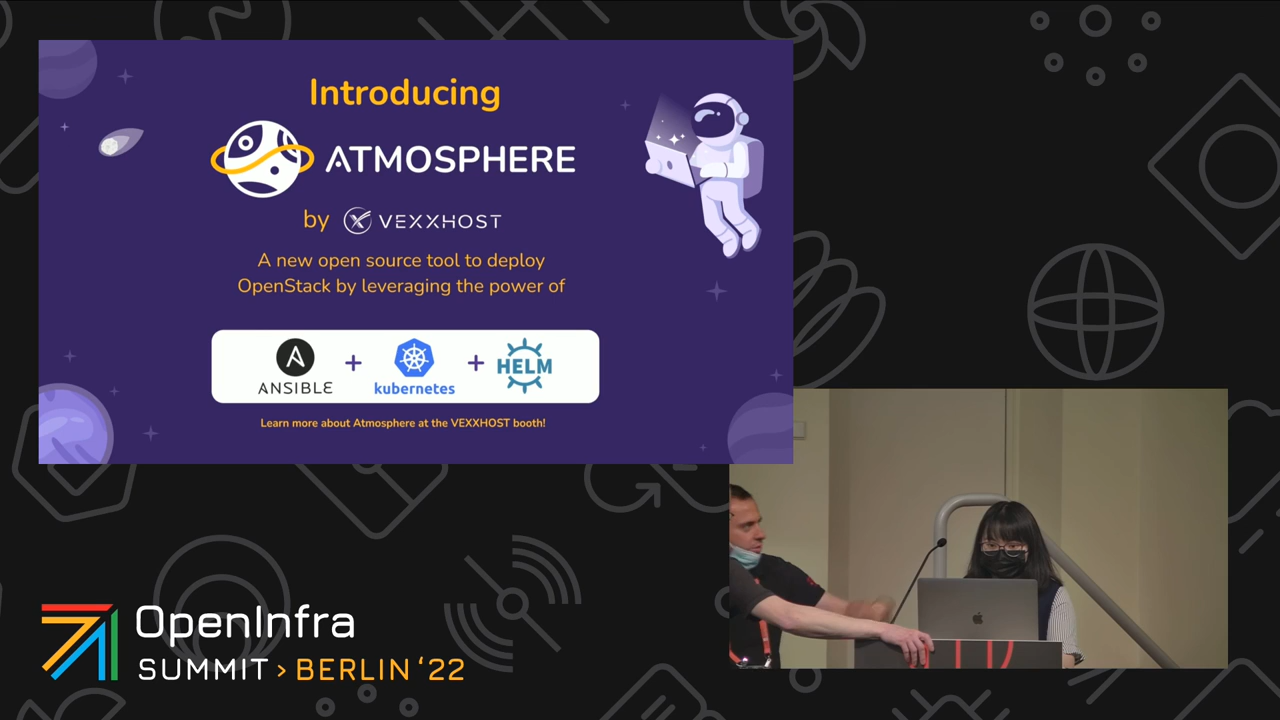 Introducing
ATMOSPHERE
by VEXXHOST
A new open source tool to deploy
OpenStack by leveraging the power of
ANSIBLE + kubernetes + HELM
Learn more about Atmosphere at the VEXXHOST booth!
OpenInfra
SUMMIT > BERLIN ‘22